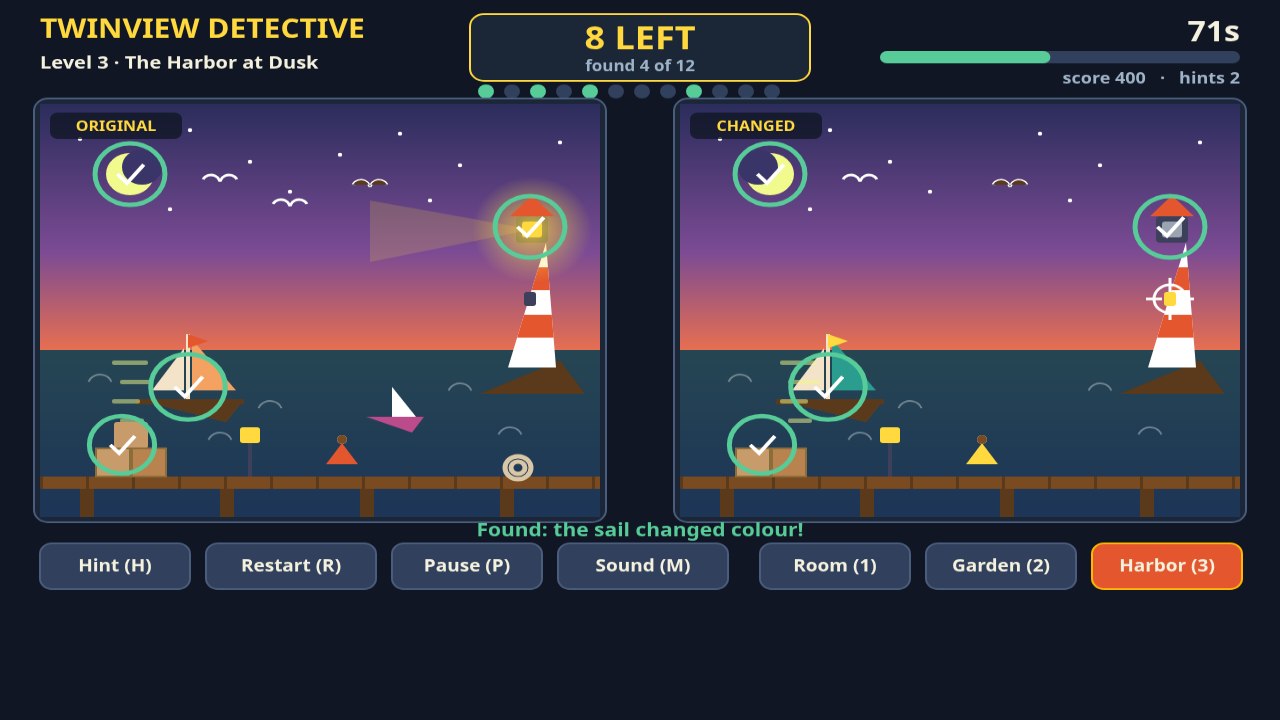 TWINVIEW DETECTIVE
Level 3 · The Harbor at Dusk
8 LEFT
found 4 of 12
71s
score 400 · hints 2
ORIGINAL
CHANGED
Found: the sail changed colour!
Hint (H)
Restart (R)
Pause (P)
Sound (M)
Room (1)
Garden (2)
Harbor (3)